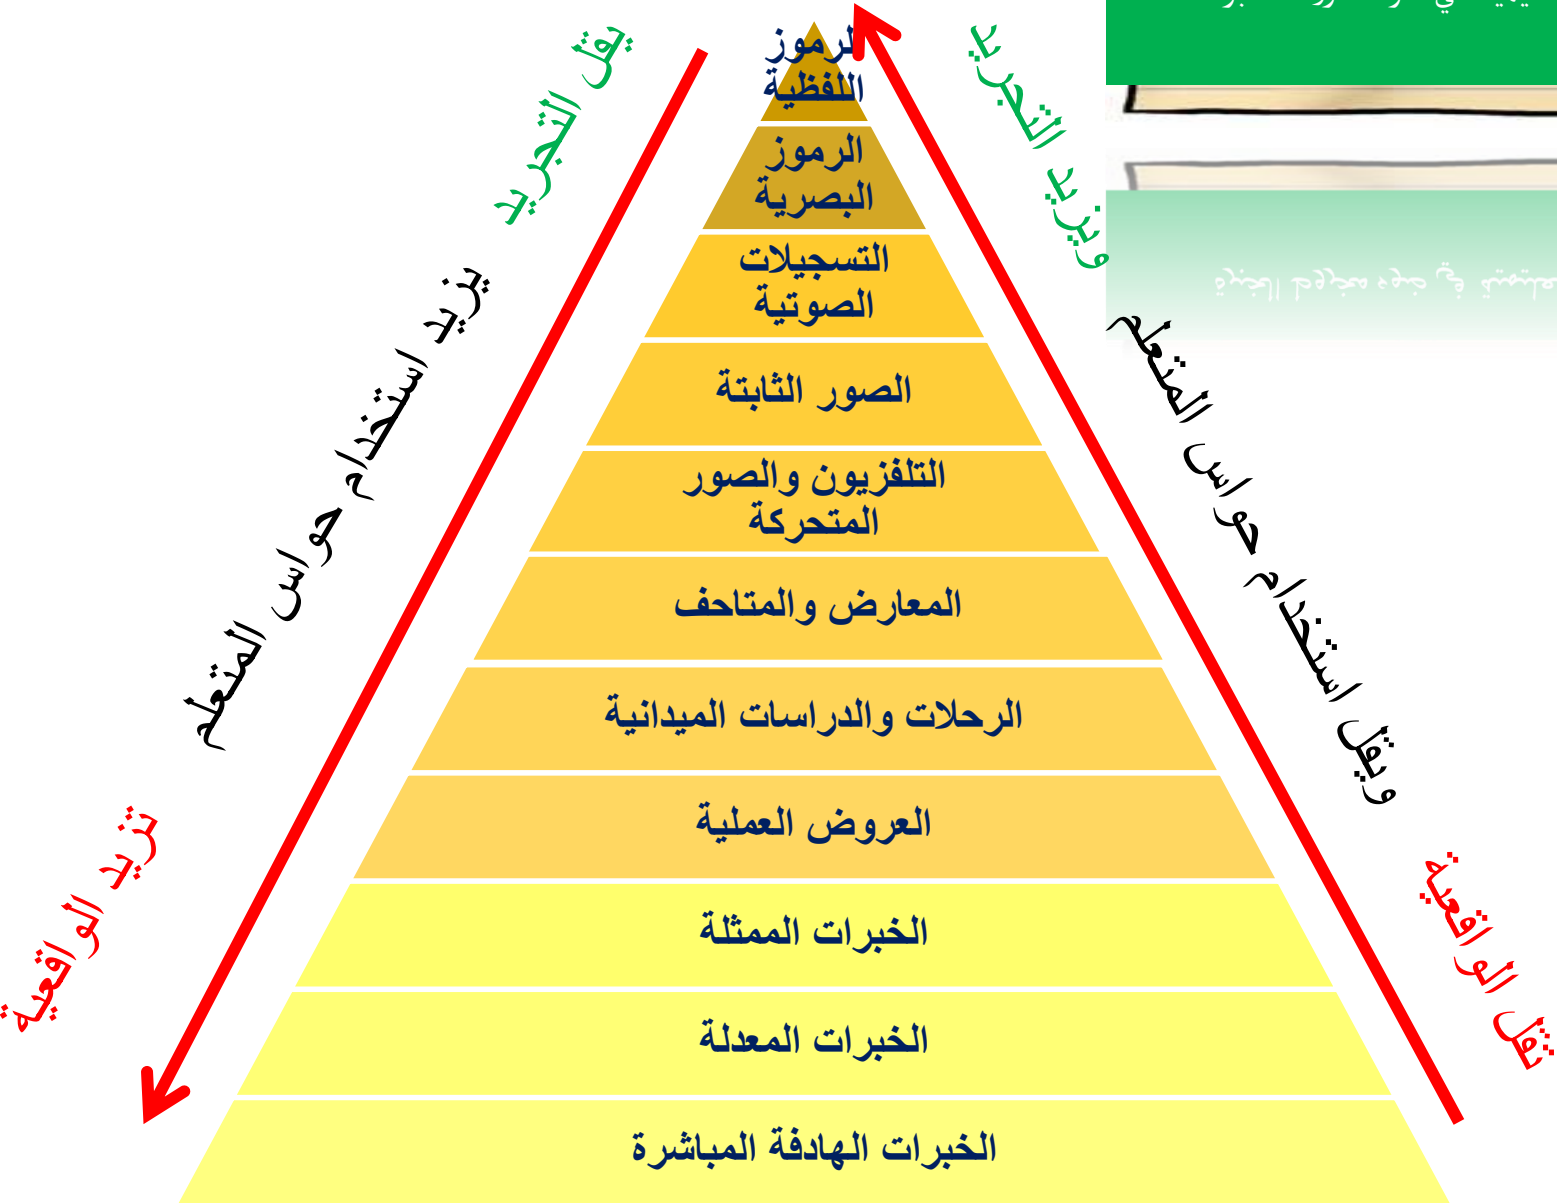 الرموز
اللفظية
الرموز
البصرية
التسجيلات
الصوتية
الصور الثابتة
التلفزيون والصور
المتحركة
المعارض والمتاحف
الرحلات والدراسات الميدانية
العروض العملية
الخبرات الممثلة
الخبرات المعدلة
الخبرات الهادفة المباشرة
يقل التجريد
يزيد استخدام حواس المتعلم
تزيد الواقعية
ويزيد التجريد
ويقل استخدام حواس المتعلم
تقل الواقعية